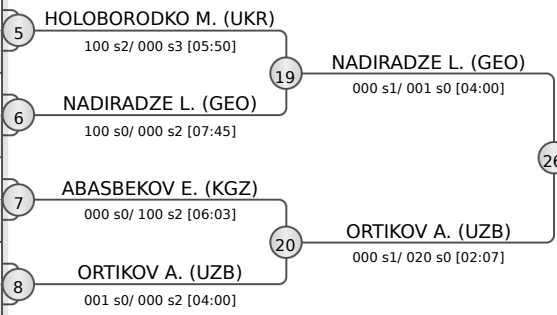 5
HOLOBORODKO M. (UKR)
100 s2/ 000 s3 [05:50]
19
NADIRADZE L. (GEO)
000 s1/ 001 s0 [04:00]
6
NADIRADZE L. (GEO)
100 s0/ 000 s2 [07:45]
26
7
ABASBEKOV E. (KGZ)
000 s0/ 100 s2 [06:03]
20
ORTIKOV A. (UZB)
000 s1/ 020 s0 [02:07]
8
ORTIKOV A. (UZB)
001 s0/ 000 s2 [04:00]